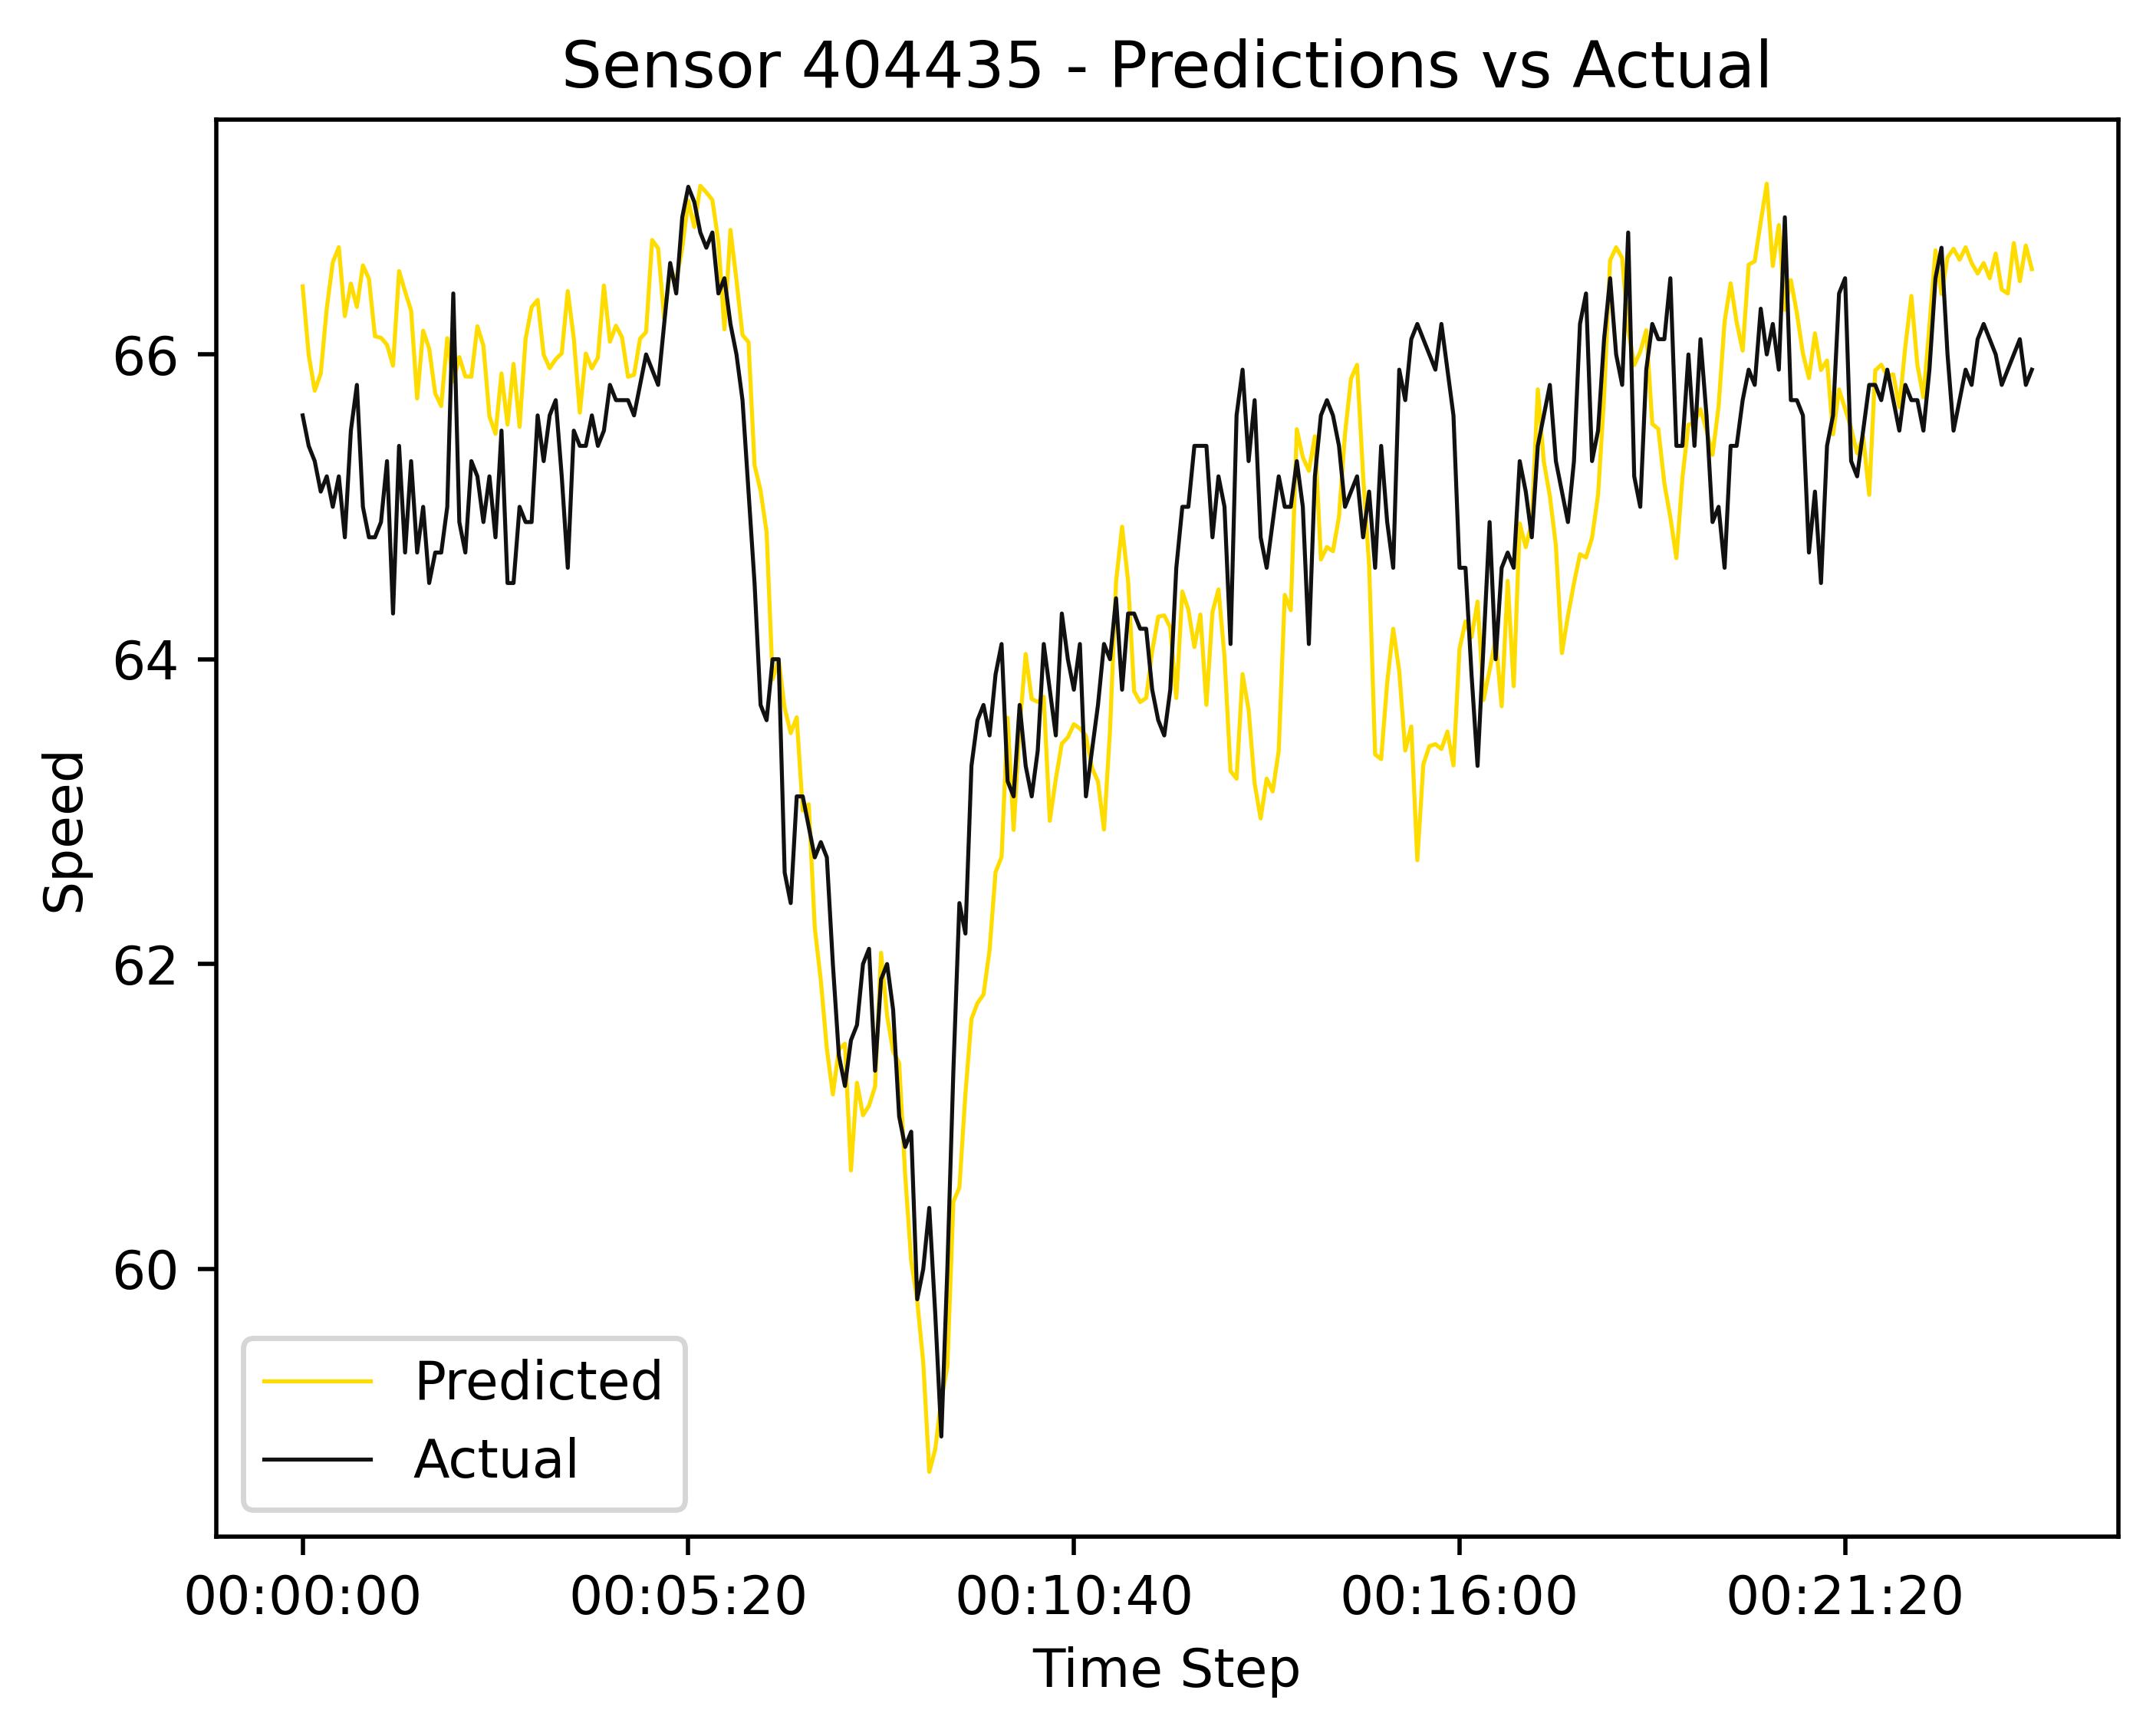 Sensor 404435 - Predictions vs Actual
Speed
66
64
62
60
Predicted
Actual
00:00:00 00:05:20 00:10:40 00:16:00 00:21:20
Time Step